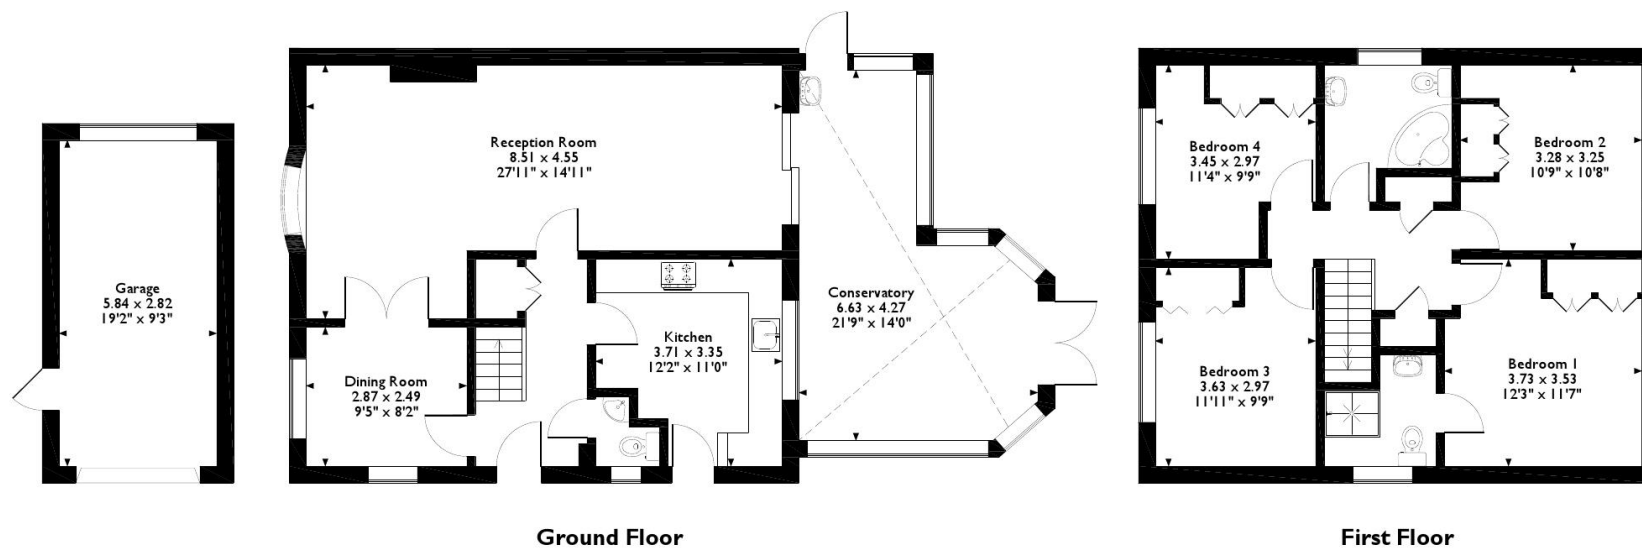 Garage
5.84 x 2.82
19'2" x 9'3"
Reception Room
8.51 x 4.55
27'11" x 14'11"
Dining Room
2.87 x 2.49
9'5" x 8'2"
Kitchen
3.71 x 3.35
12'2" x 11'0"
Conservatory
6.63 x 4.27
21'9" x 14'0"
Bedroom 4
3.45 x 2.97
11'4" x 9'9"
Bedroom 2
3.28 x 3.25
10'9" x 10'8"
Bedroom 3
3.63 x 2.97
11'11" x 9'9"
Bedroom 1
3.73 x 3.53
12'3" x 11'7"
Ground Floor
First Floor